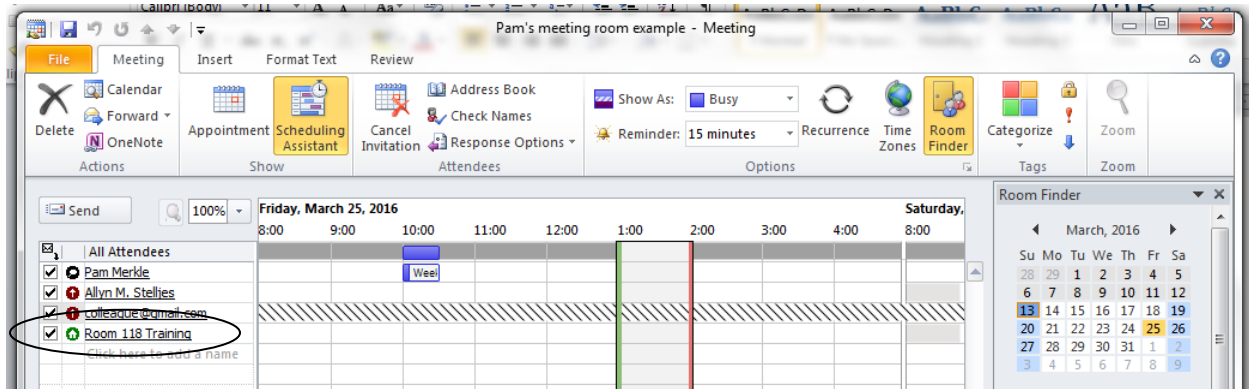 Pam's meeting room example - Meeting
File Meeting Insert Format Text Review
Delete
Calendar
Forward
OneNote
Actions
Appointment
Scheduling Assistant
Show
Cancel Invitation
Address Book
Check Names
Response Options
Attendees
Show As: Busy
Reminder: 15 minutes
Recurrence
Time Zones
Room Finder
Options
Categorize
Tags
Zoom
Zoom
Send 100%
Friday, March 25, 2016 Saturday,
8:00 9:00 10:00 11:00 12:00 1:00 2:00 3:00 4:00 8:00
All Attendees
Pam Merkle
Week
Allyn M. Stelljes
colleague@gmail.com
Room 118 Training
Click here to add a name
Room Finder
March, 2016
Su Mo Tu We Th Fr Sa
28 29 1 2 3 4 5
6 7 8 9 10 11 12
13 14 15 16 17 18 19
20 21 22 23 24 25 26
27 28 29 30 31 1 2
3 4 5 6 7 8 9